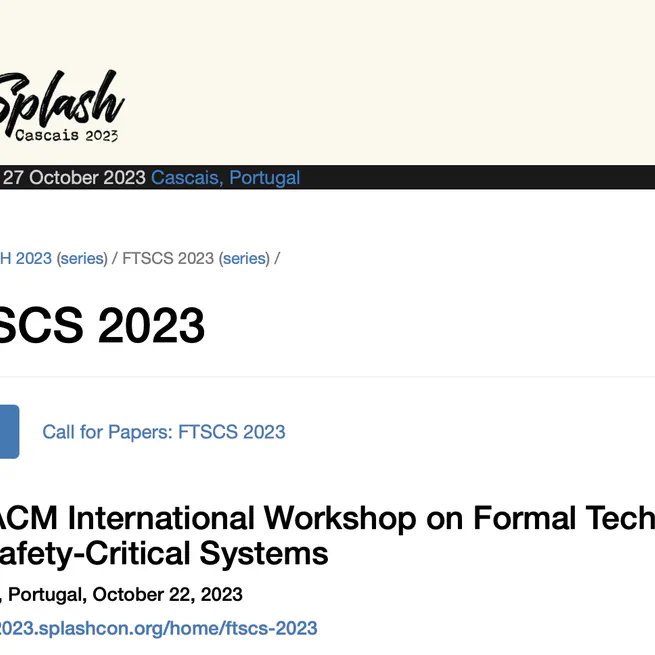 Splash
Cascais 2023
27 October 2023 Cascais, Portugal
H 2023 (series) / FTSCS 2023 (series) /
SCS 2023
Call for Papers: FTSCS 2023
ACM International Workshop on Formal Tech
afety-Critical Systems
, Portugal, October 22, 2023
2023.splashcon.org/home/ftscs-2023